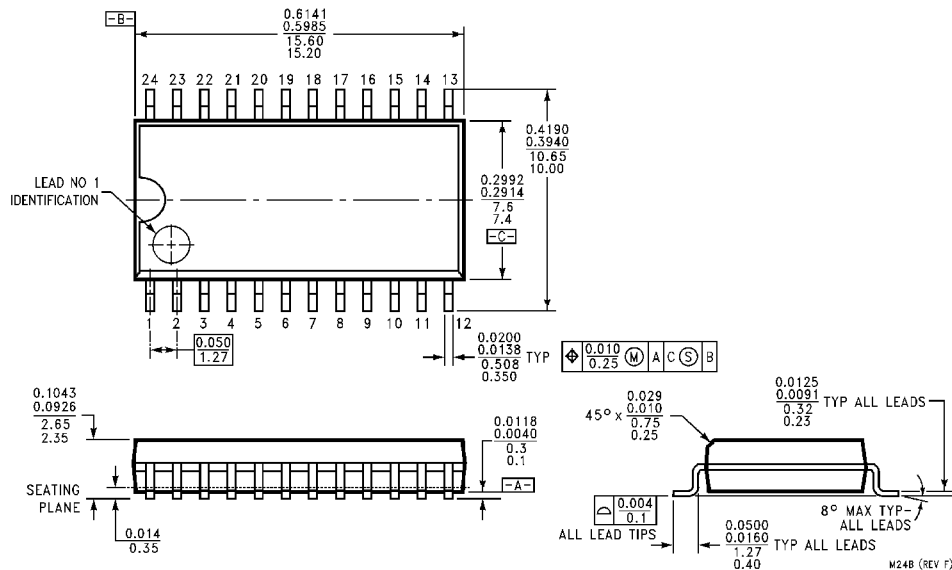 -B-
0.6141
0.5985
15.60
15.20
24 23 22 21 20 19 18 17 16 15 14 13
LEAD NO 1
IDENTIFICATION
0.4190
0.3940
10.65
10.00
0.2992
0.2914
7.6
7.4
-C-
1 2 3 4 5 6 7 8 9 10 11 12
0.050
1.27
0.0200
0.0138
0.508
0.350
TYP
⌖ 0.010 0.25 Ⓜ A C Ⓢ B
0.1043
0.0926
2.65
2.35
SEATING
PLANE
0.014
0.35
0.0118
0.0040
0.3
0.1
-A-
45° x
0.029
0.010
0.75
0.25
0.0125
0.0091
0.32
0.23
TYP ALL LEADS
0.004
0.1
ALL LEAD TIPS
0.0500
0.0160
1.27
0.40
TYP ALL LEADS
8° MAX TYP-
ALL LEADS
M24B (REV F)